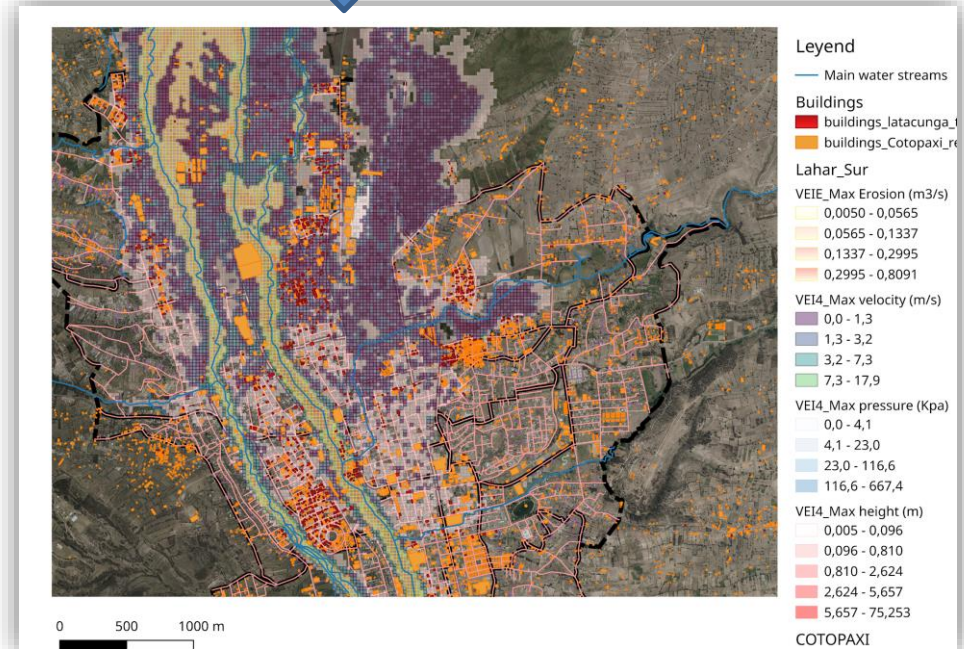 Leyend
Main water streams
Buildings
buildings_latacunga_
buildings_Cotopaxi_re
Lahar_Sur
VEIE_Max Erosion (m3/s)
0,0050 - 0,0565
0,0565 - 0,1337
0,1337 - 0,2995
0,2995 - 0,8091
VEI4_Max velocity (m/s)
0,0 - 1,3
1,3 - 3,2
3,2 - 7,3
7,3 - 17,9
VEI4_Max pressure (Kpa)
0,0 - 4,1
4,1 - 23,0
23,0 - 116,6
116,6 - 667,4
VEI4_Max height (m)
0,005 - 0,096
0,096 - 0,810
0,810 - 2,624
2,624 - 5,657
5,657 - 75,253
COTOPAXI
0 500 1000 m